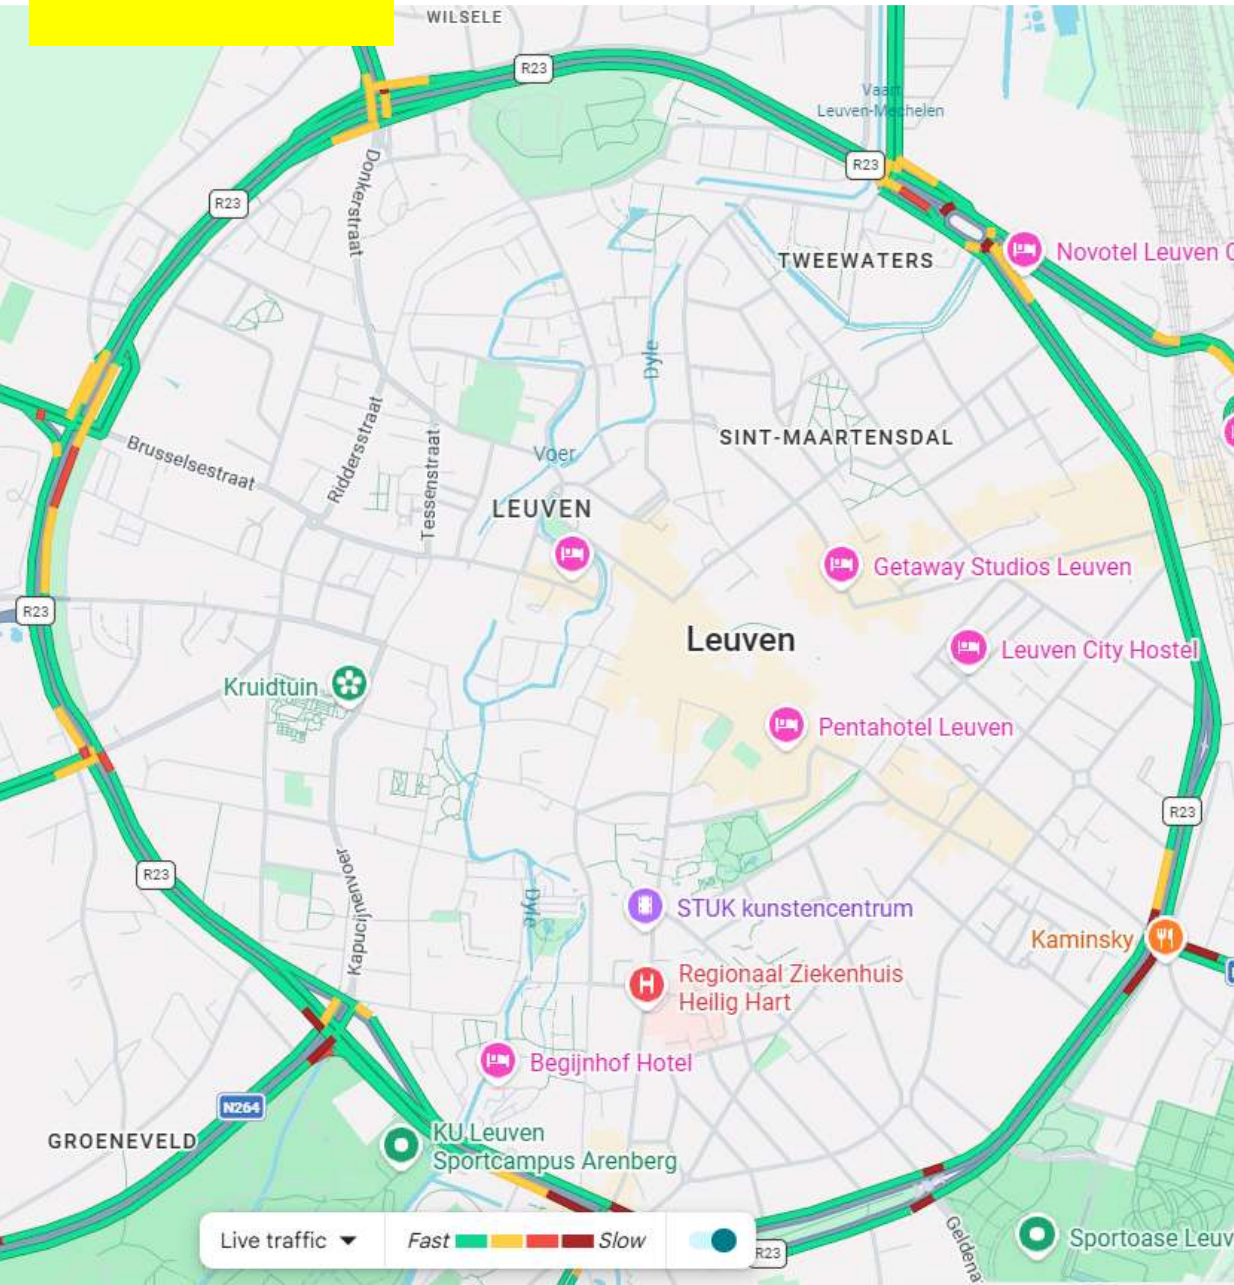 WILSELE
R23
Vaart
Leuven-Mechelen
R23
Donkerstraat
R23
TWEEWATERS
Novotel Leuven C
Dyle
Riddersstraat
Tessenstraat
Brusselsestraat
SINT-MAARTENSDAL
Voer
LEUVEN
Getaway Studios Leuven
R23
Leuven
Leuven City Hostel
Kruidtuin
Pentahotel Leuven
R23
R23
Kapucijnenvoer
Dyle
STUK kunstencentrum
Kaminsky
Regionaal Ziekenhuis
Heilig Hart
Begijnhof Hotel
N264
GROENEVELD
KU Leuven
Sportcampus Arenberg
Geldena
Sportoase Leuv
Live traffic
Fast
Slow
R23